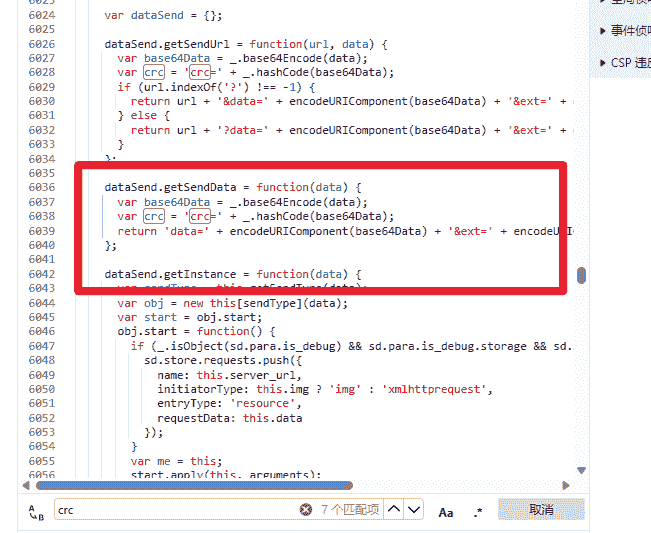 6024 var dataSend = {};
6025
6026 dataSend.getSendUrl = function(url, data) {
6027 var base64Data = _.base64Encode(data);
6028 var crc = 'crc=' + _.hashCode(base64Data);
6029 if (url.indexOf('?') !== -1) {
6030 return url + '&data=' + encodeURIComponent(base64Data) + '&ext=' +
6031 } else {
6032 return url + '?data=' + encodeURIComponent(base64Data) + '&ext=' +
6033 }
6034 };
6035
6036 dataSend.getSendData = function(data) {
6037 var base64Data = _.base64Encode(data);
6038 var crc = 'crc=' + _.hashCode(base64Data);
6039 return 'data=' + encodeURIComponent(base64Data) + '&ext=' + encodeURI
6040 };
6041
6042 dataSend.getInstance = function(data) {
6043 var sendType = this.getSendType(data);
6044 var obj = new this[sendType](data);
6045 var start = obj.start;
6046 obj.start = function() {
6047 if (_.isObject(sd.para.is_debug) && sd.para.is_debug.storage && sd.
6048 sd.store.requests.push({
6049 name: this.server_url,
6050 initiatorType: this.img ? 'img' : 'xmlhttprequest',
6051 entryType: 'resource',
6052 requestData: this.data
6053 });
6054 }
6055 var me = this;
6056 start.apply(this, arguments);
事件侦
CSP 违
crc
7 个匹配项
Aa
.*
取消